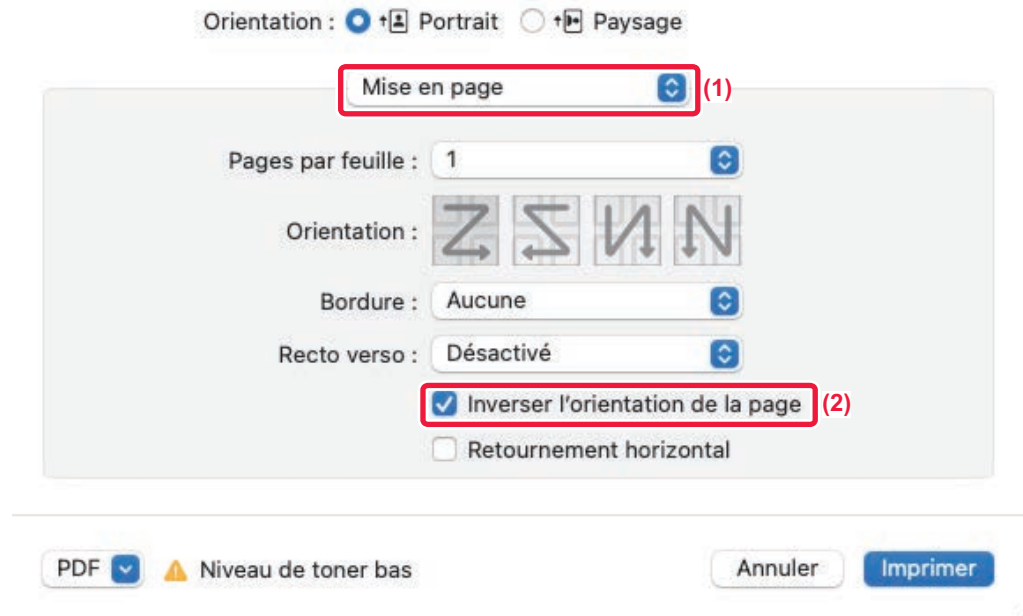 Orientation : Portrait Paysage
Mise en page (1)
Pages par feuille : 1
Orientation :
Bordure : Aucune
Recto verso : Désactivé
Inverser l'orientation de la page (2)
Retournement horizontal
PDF Niveau de toner bas Annuler Imprimer